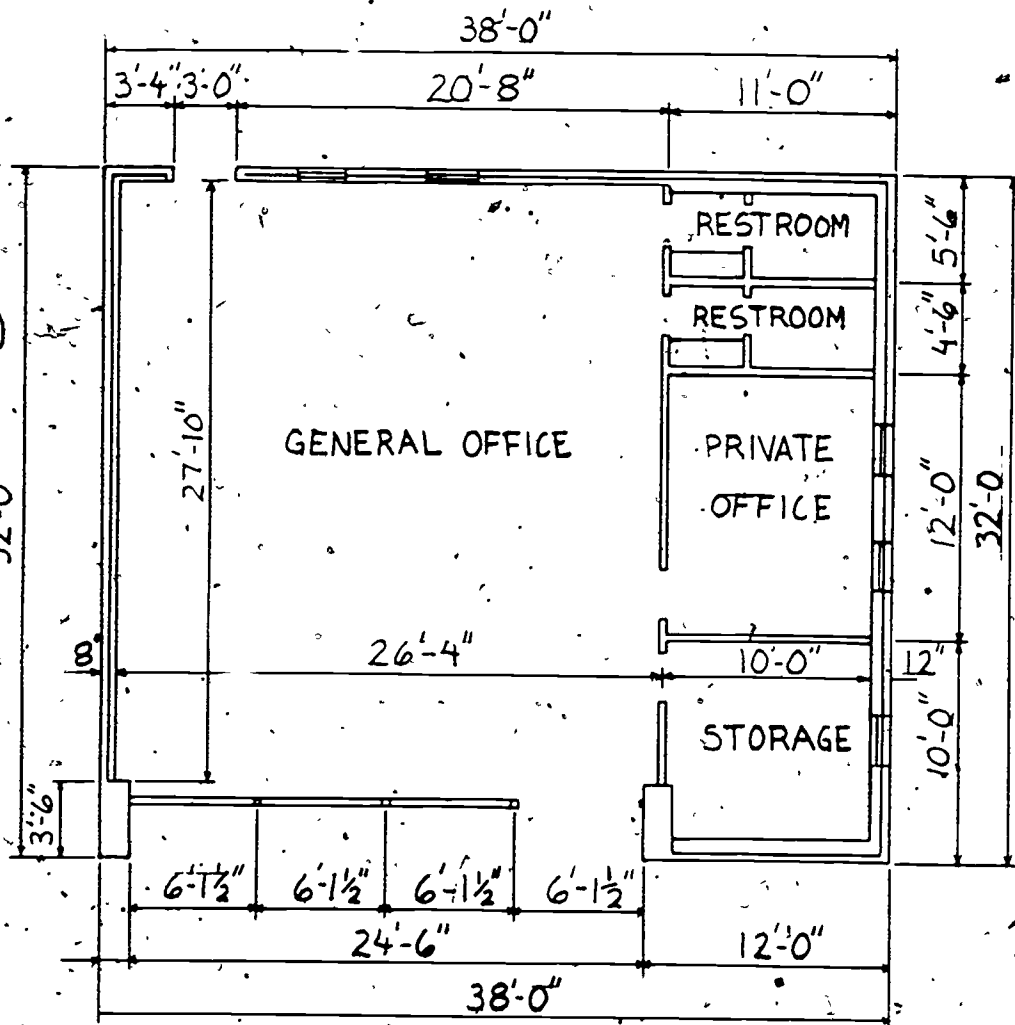 38'-0"
3'-4" 3'-0" 20'-8" 11'-0"
RESTROOM
5'-6"
RESTROOM
4'-6"
27'-10"
GENERAL OFFICE
PRIVATE
OFFICE
12'-0"
32'-0
8"
26'-4"
10'-0"
12"
STORAGE
10'-0"
3'-6"
6'-1½" 6'-1½" 6'-1½" 6'-1½"
24'-6" 12'-0"
38'-0"